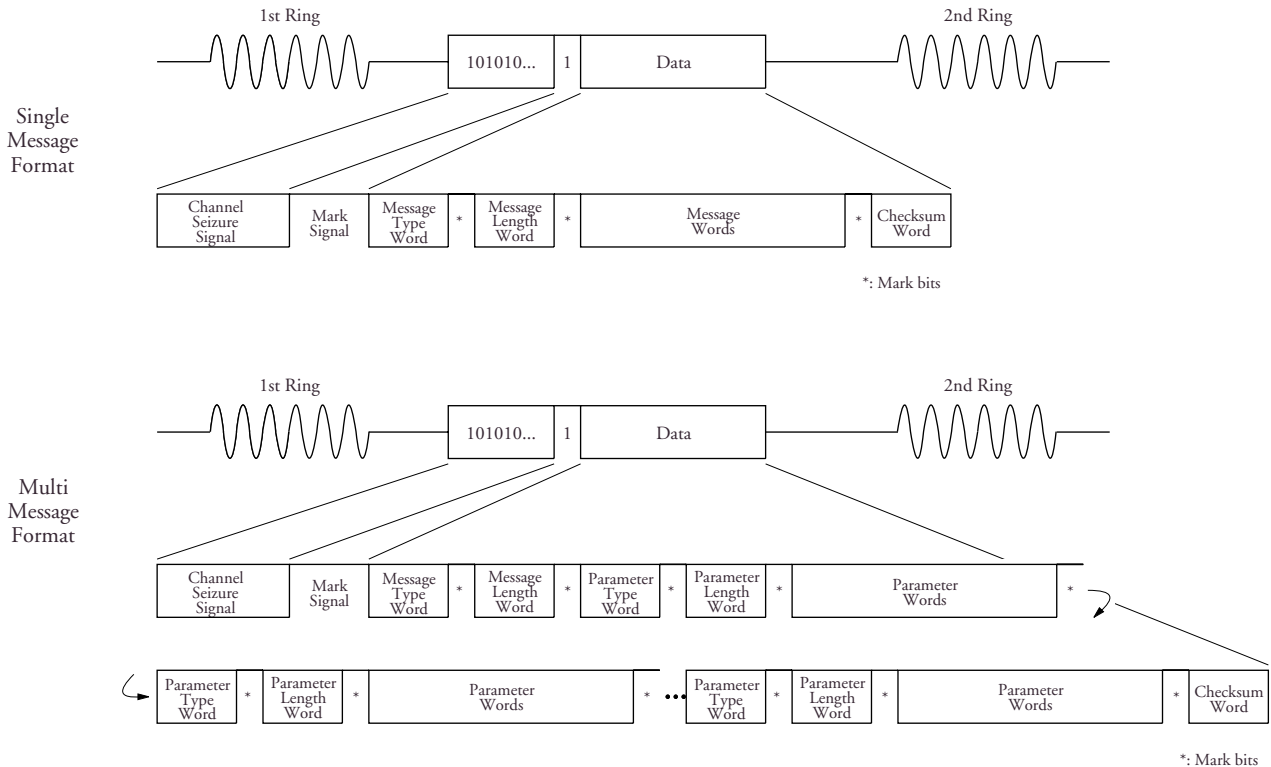 1st Ring
2nd Ring
101010...
1
Data
Single
Message
Format
Channel
Seizure
Signal
Mark
Signal
Message
Type
Word
*
Message
Length
Word
*
Message
Words
*
Checksum
Word
*: Mark bits
1st Ring
2nd Ring
101010...
1
Data
Multi
Message
Format
Channel
Seizure
Signal
Mark
Signal
Message
Type
Word
*
Message
Length
Word
*
Parameter
Type
Word
*
Parameter
Length
Word
*
Parameter
Words
*
Parameter
Type
Word
*
Parameter
Length
Word
*
Parameter
Words
*
•••
Parameter
Type
Word
*
Parameter
Length
Word
*
Parameter
Words
*
Checksum
Word
*: Mark bits